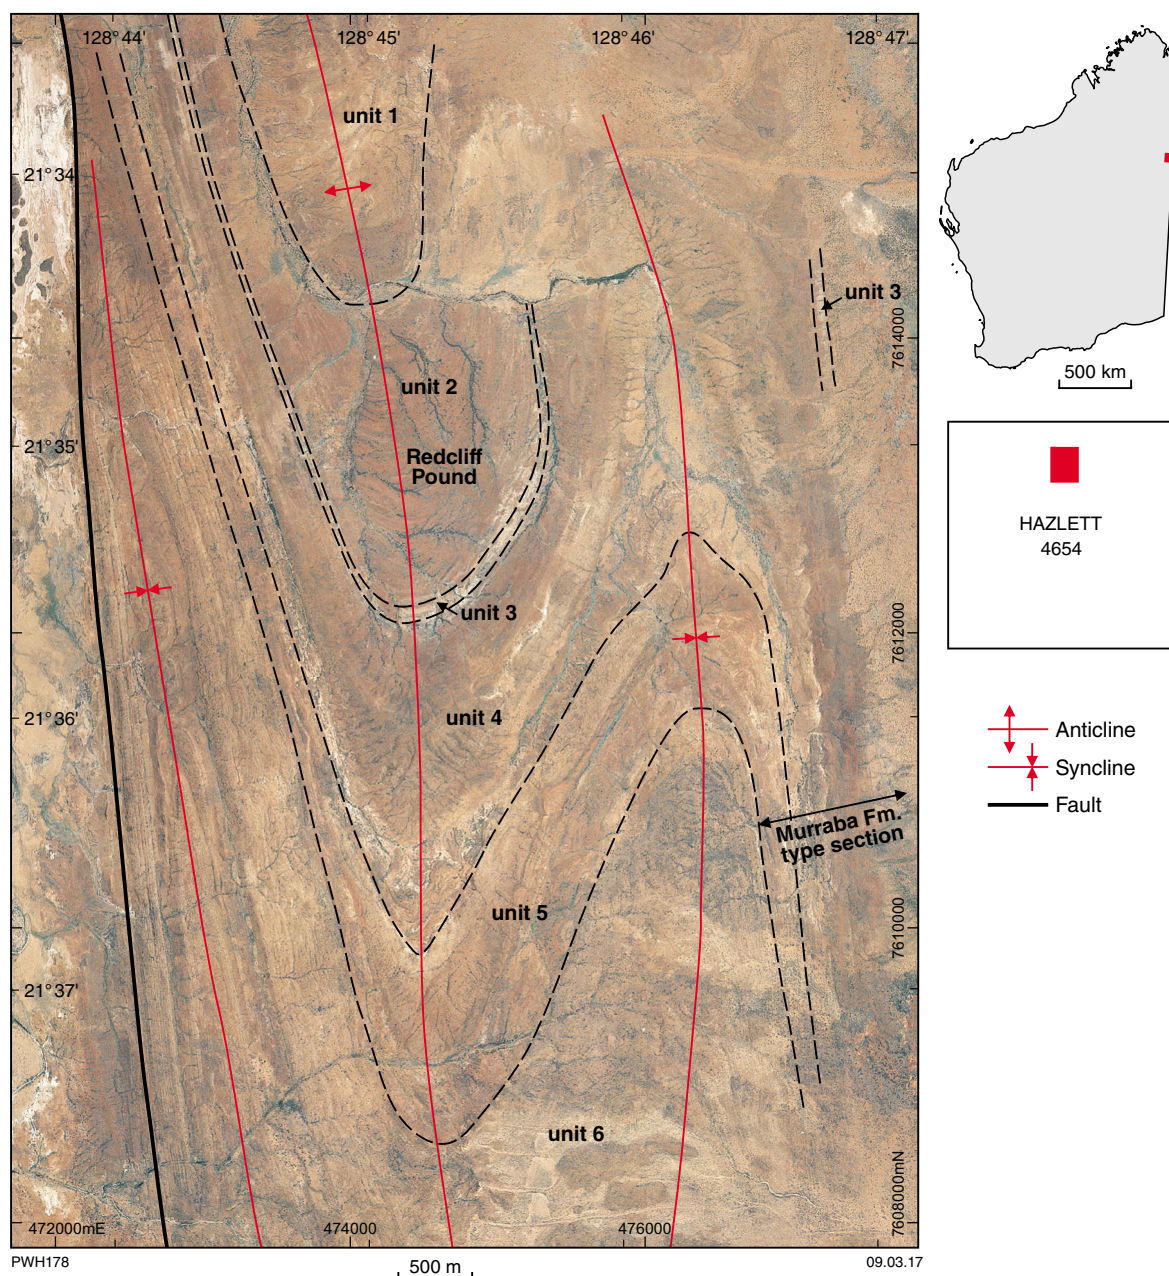 128°44' 128°45' 128°46' 128°47'
unit 1
21°34'
unit 3
7614000
unit 2
21°35'
Redcliff
Pound
unit 3
7612000
unit 4
21°36'
Murraba Fm.
type section
unit 5
7610000
21°37'
unit 6
7608000mN
472000mE 474000 476000
PWH178
500 m
09.03.17
500 km
HAZLETT
4654
Anticline
Syncline
Fault